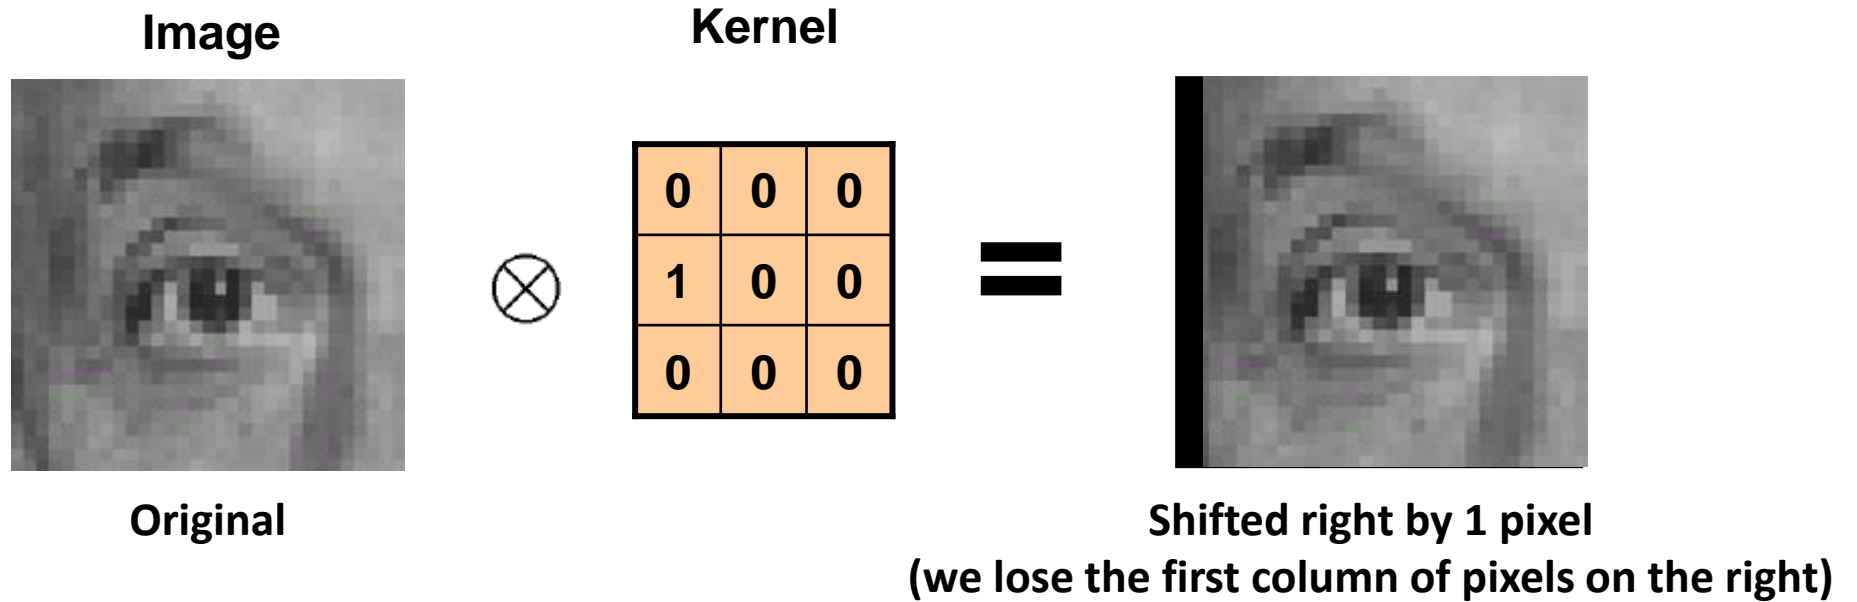 Image
Kernel
0 0 0
1 0 0
0 0 0
=
Original
Shifted right by 1 pixel
(we lose the first column of pixels on the right)